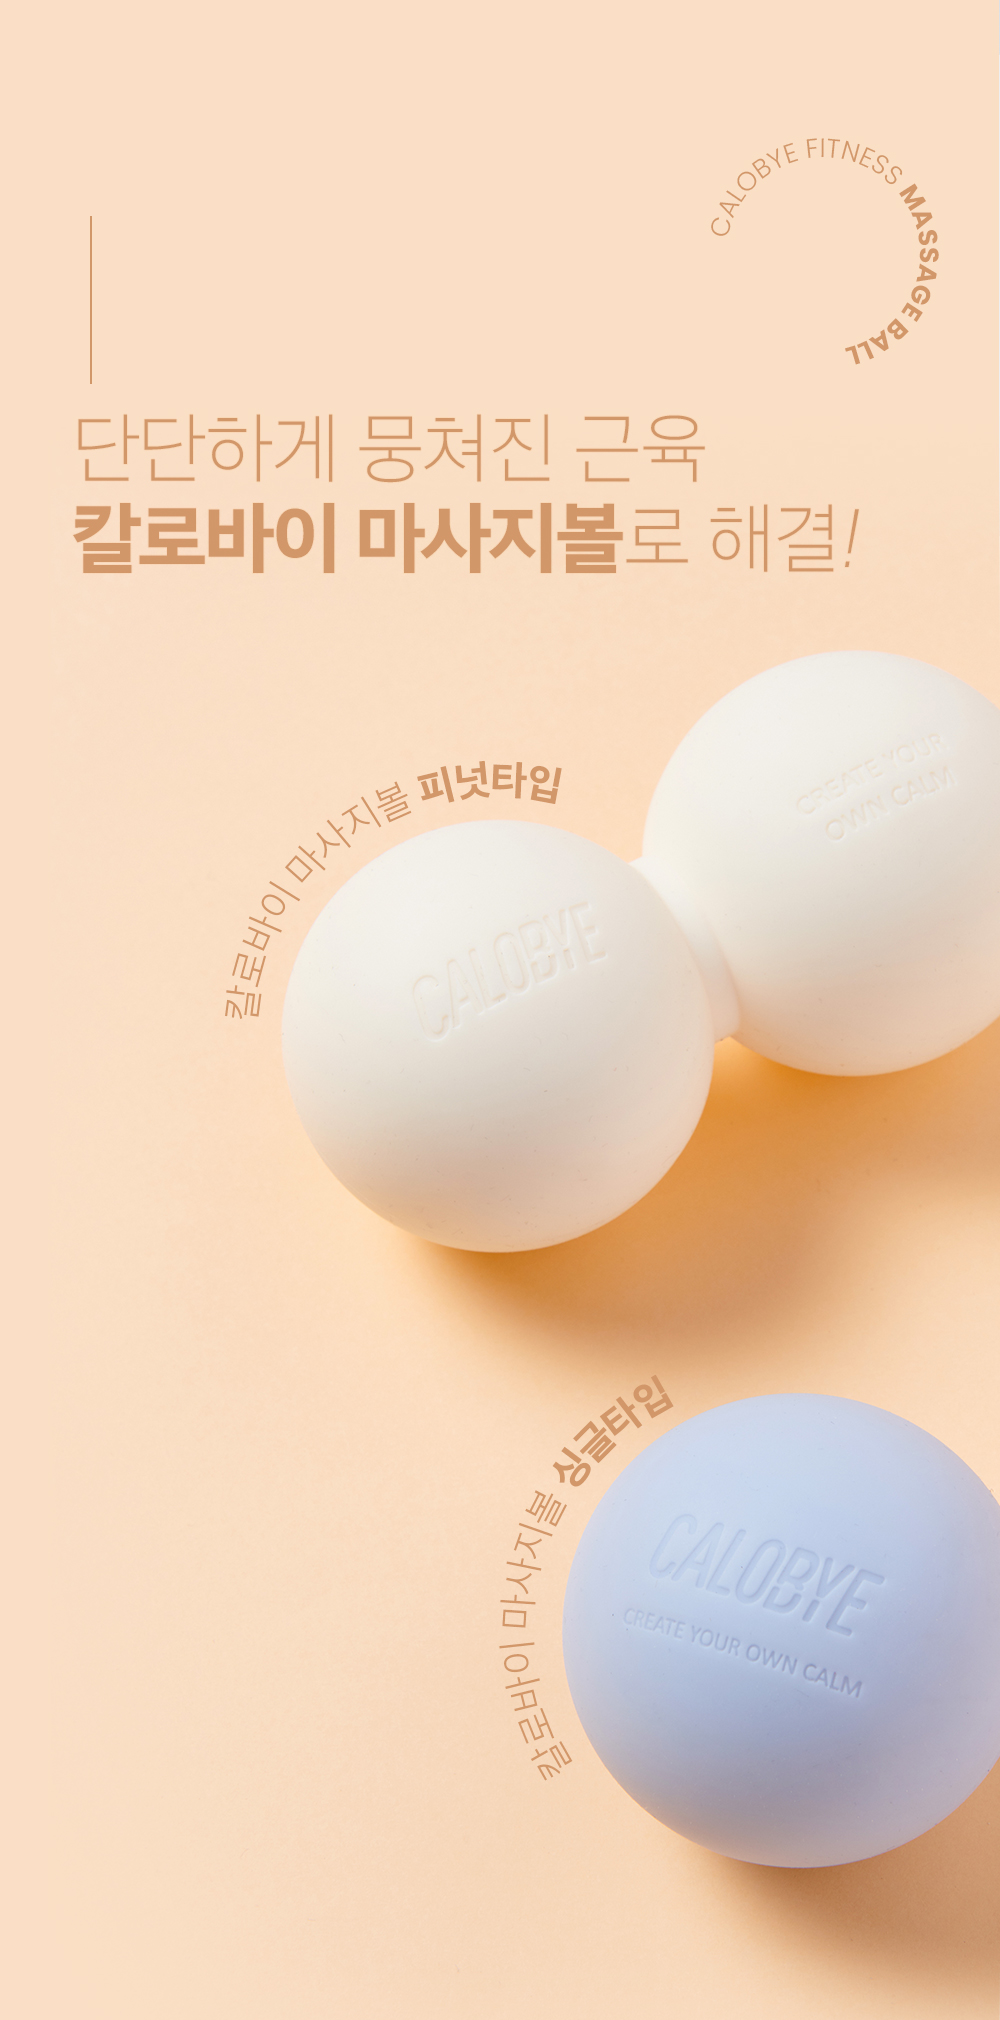 CALOBYE FITNESS MASSAGE BALL
단단하게 뭉쳐진 근육
칼로바이 마사지볼로 해결!
칼로바이 마사지볼 피넛타입
CREATE YOUR
OWN CALM
CALOBYE
칼로바이 마사지볼 싱글타입
CALOBYE
CREATE YOUR OWN CALM